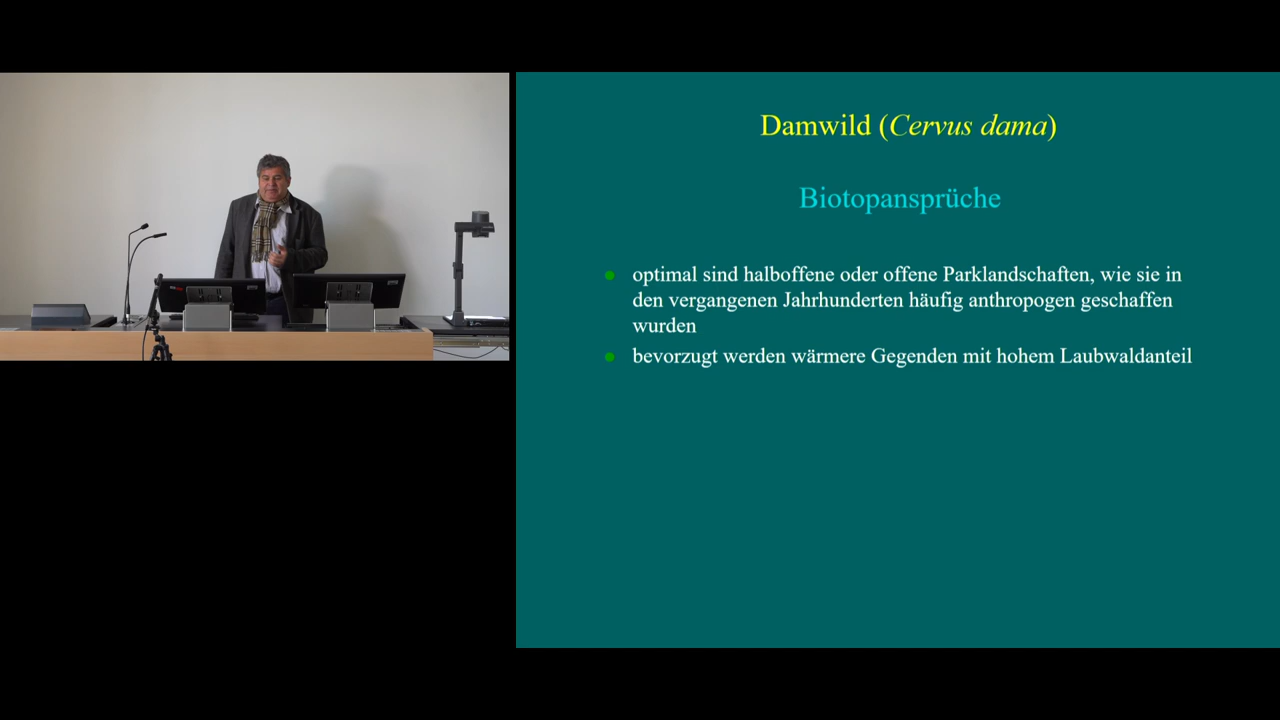 Damwild (Cervus dama)
Biotopansprüche
optimal sind halboffene oder offene Parklandschaften, wie sie in
den vergangenen Jahrhunderten häufig anthropogen geschaffen
wurden
bevorzugt werden wärmere Gegenden mit hohem Laubwaldanteil